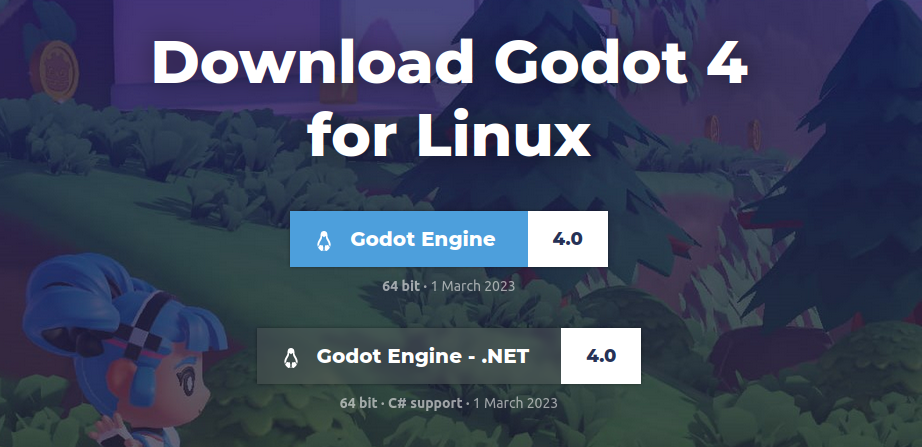 Download Godot 4
for Linux
Godot Engine 4.0
64 bit · 1 March 2023
Godot Engine - .NET 4.0
64 bit · C# support · 1 March 2023